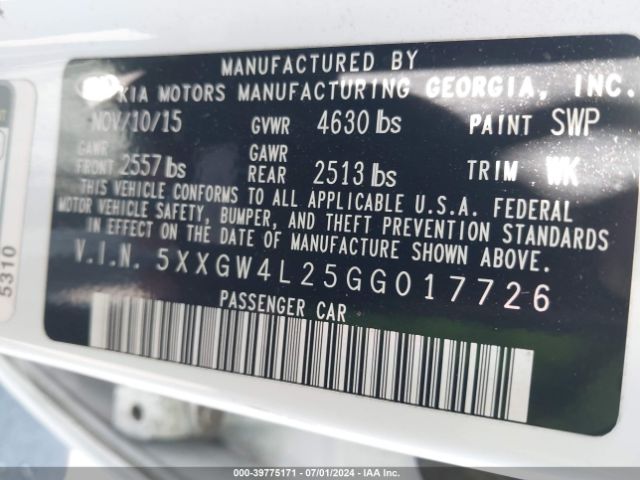 MANUFACTURED BY
KIA MOTORS MANUFACTURING GEORGIA, INC.
NOV/10/15 GVWR 4630 lbs PAINT SWP
GAWR FRONT 2557 lbs GAWR REAR 2513 lbs TRIM WK
THIS VEHICLE CONFORMS TO ALL APPLICABLE U.S.A. FEDERAL
MOTOR VEHICLE SAFETY, BUMPER, AND THEFT PREVENTION STANDARDS
IN EFFECT ON THE DATE OF MANUFACTURE SHOWN ABOVE.
V.I.N. 5XXGW4L25GG017726
PASSENGER CAR
5310
000-39775171 | 07/01/2024 | IAA Inc.